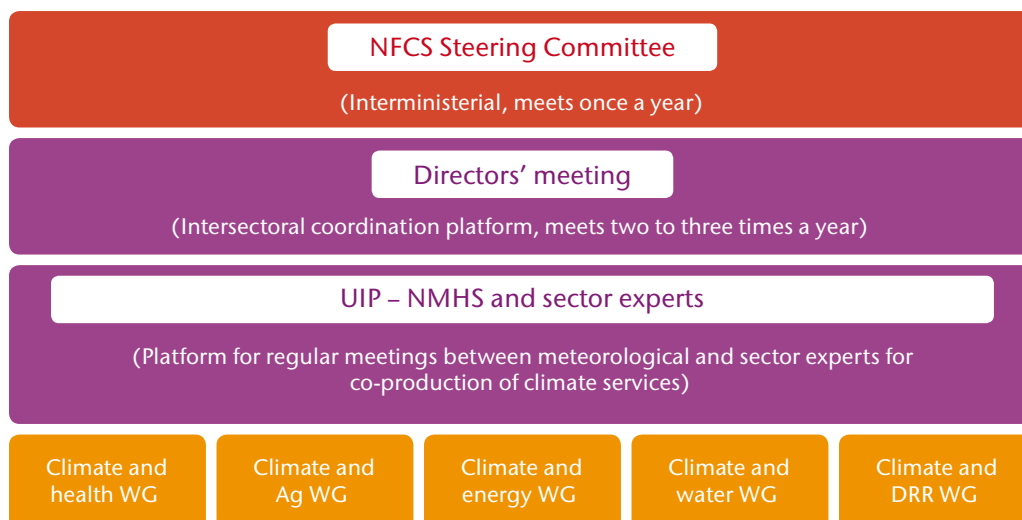 NFCS Steering Committee
(Interministerial, meets once a year)
Directors’ meeting
(Intersectoral coordination platform, meets two to three times a year)
UIP – NMHS and sector experts
(Platform for regular meetings between meteorological and sector experts for
co-production of climate services)
Climate and
health WG
Climate and
Ag WG
Climate and
energy WG
Climate and
water WG
Climate and
DRR WG